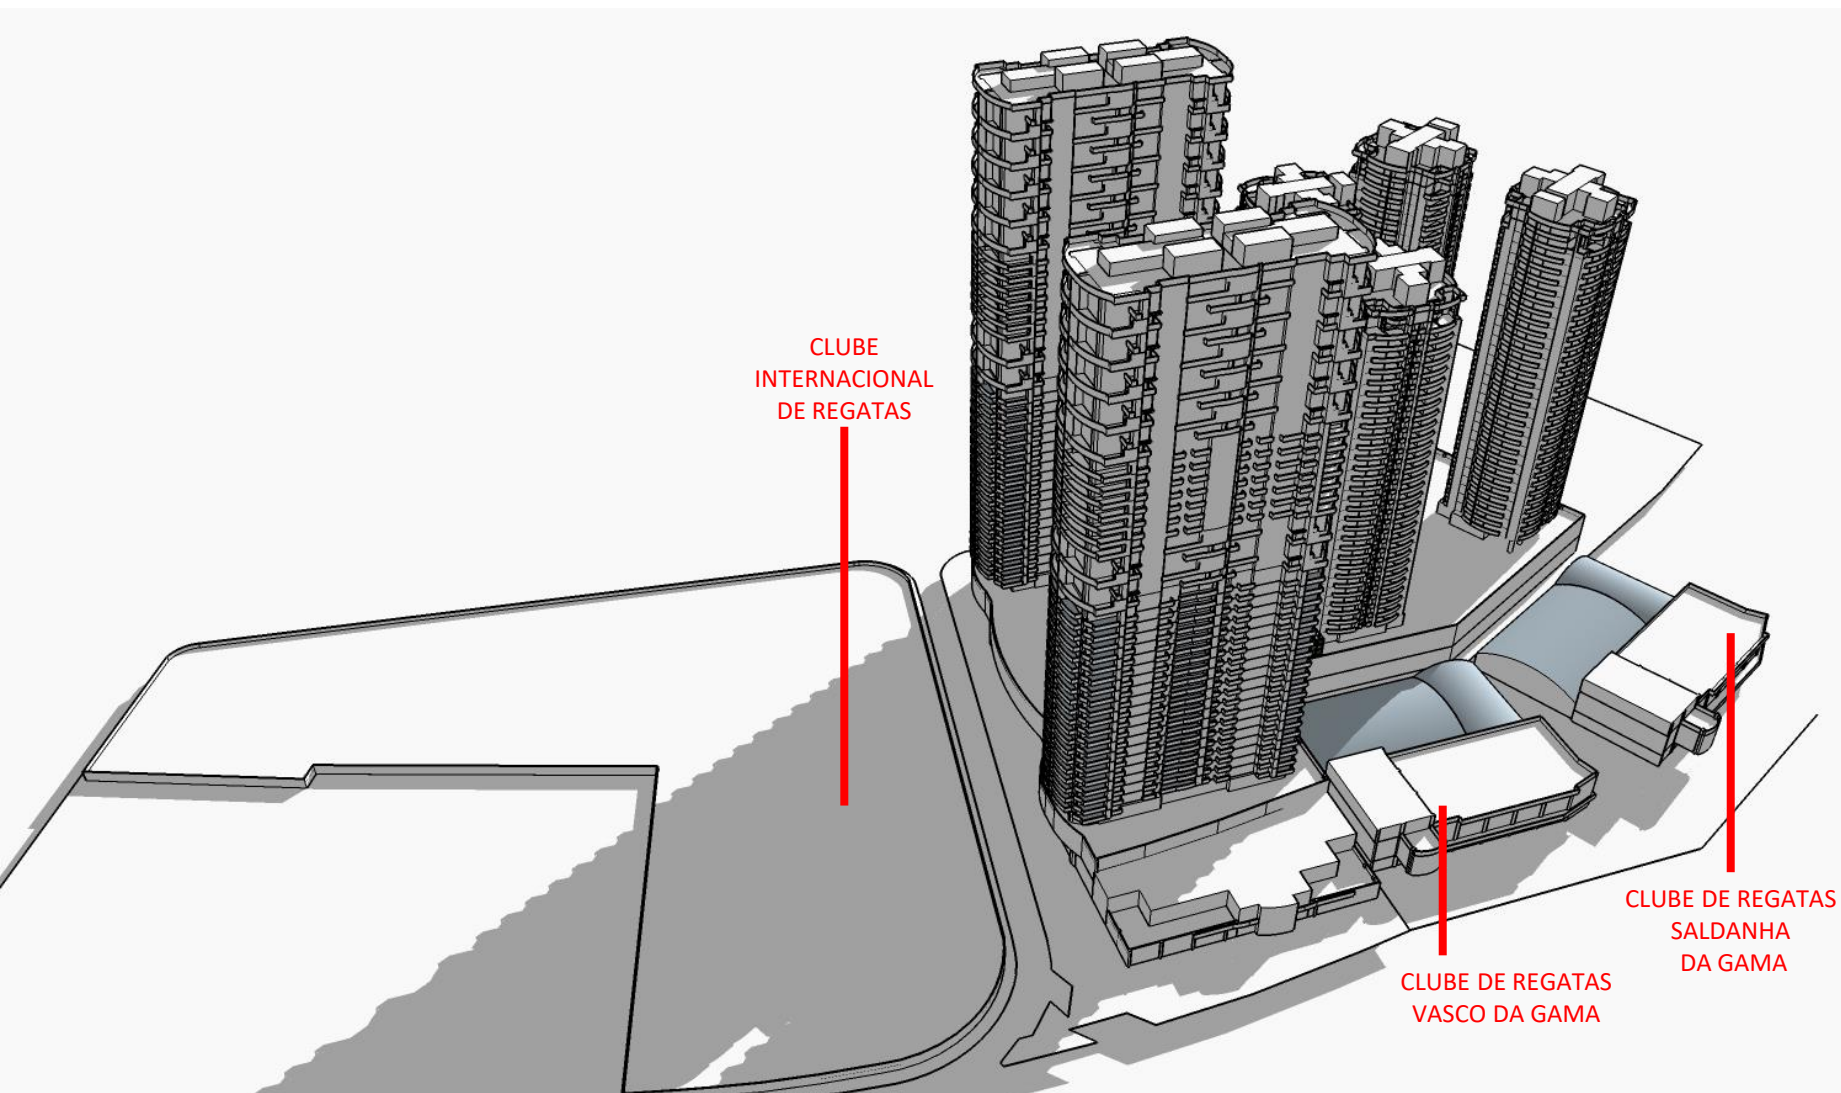 CLUBE
INTERNACIONAL
DE REGATAS
CLUBE DE REGATAS
SALDANHA
DA GAMA
CLUBE DE REGATAS
VASCO DA GAMA